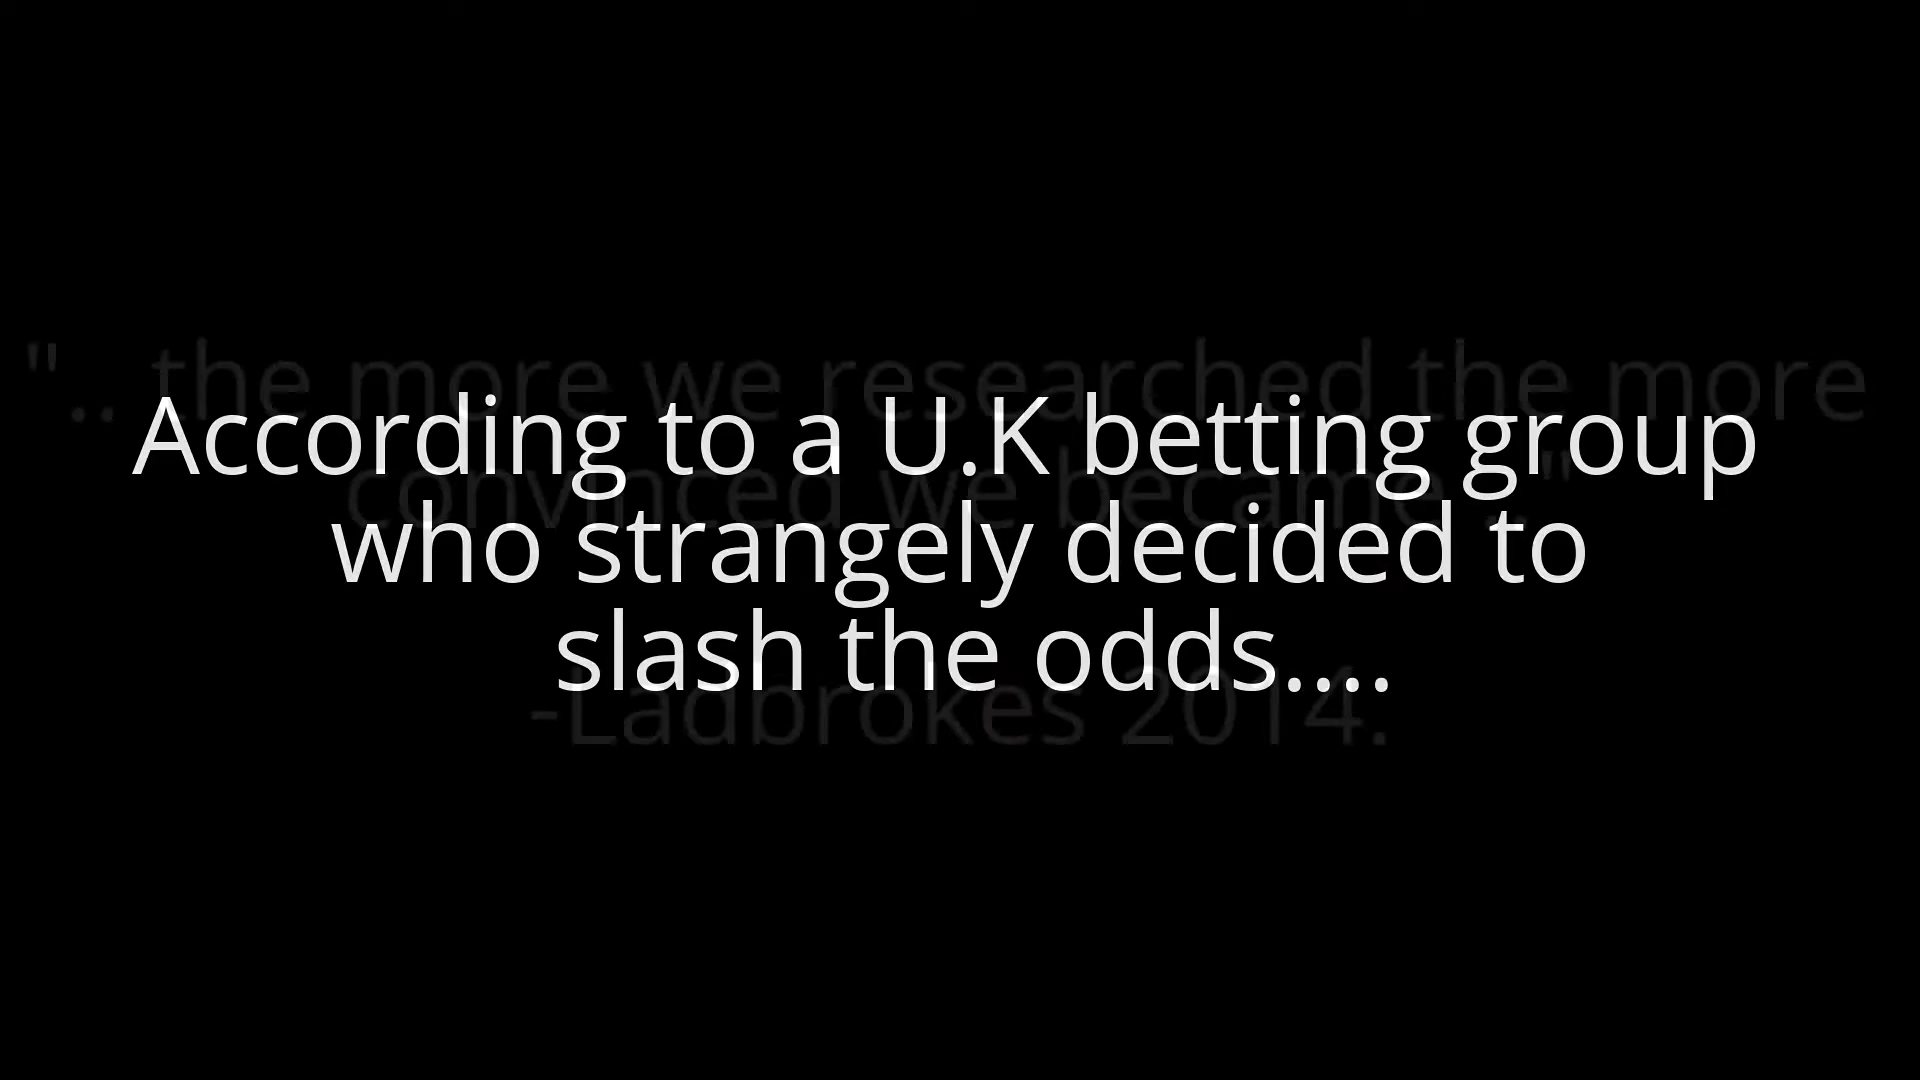 According to a U.K betting group
who strangely decided to
slash the odds....
".. the more we researched the more
convinced we became .."
-Ladbrokes 2014.